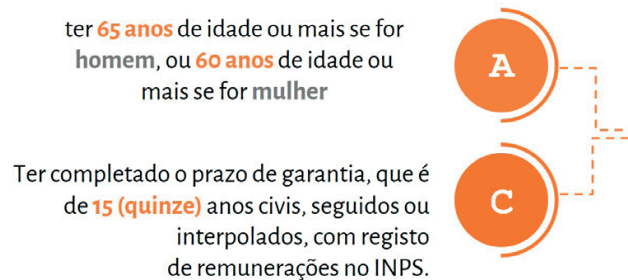 ter 65 anos de idade ou mais se for
homem, ou 60 anos de idade ou
mais se for mulher
A
Ter completado o prazo de garantia, que é
de 15 (quinze) anos civis, seguidos ou
interpolados, com registo
de remunerações no INPS.
C